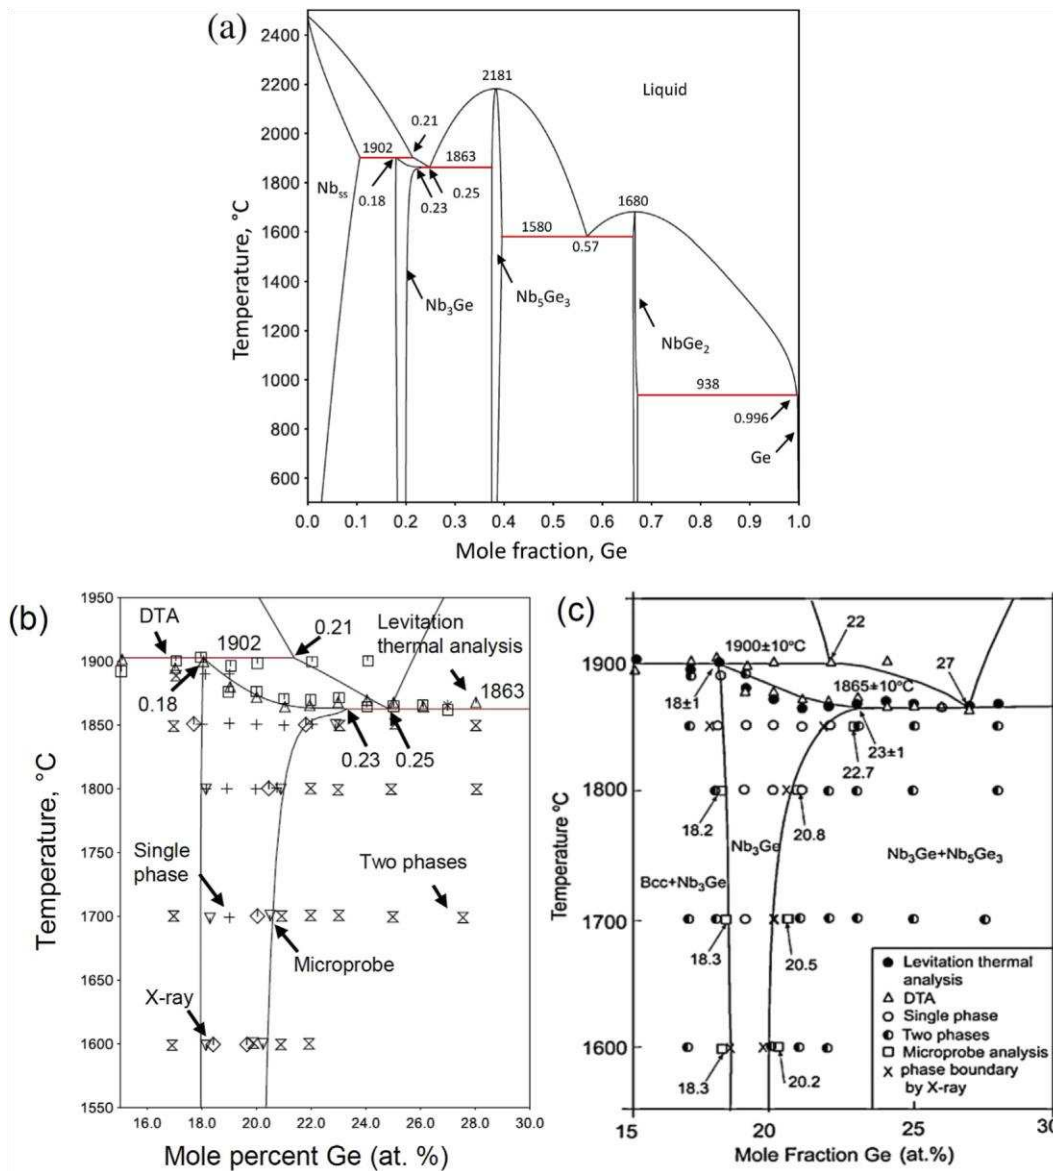 (a)
2400
2200
2000
1800
1600
1400
1200
1000
800
600
Temperature, °C
2181
Liquid
0.21
1902
1863
Nbss
0.18
0.23
0.25
1680
1580
0.57
Nb3Ge
Nb5Ge3
NbGe2
938
0.996
Ge
0.0 0.1 0.2 0.3 0.4 0.5 0.6 0.7 0.8 0.9 1.0
Mole fraction, Ge
(b)
1950
1900
1850
1800
1750
1700
1650
1600
1550
Temperature, °C
DTA
1902
0.21
Levitation
thermal analysis
0.18
1863
0.23
0.25
Single
phase
Two phases
Microprobe
X-ray
16.0 18.0 20.0 22.0 24.0 26.0 28.0 30.0
Mole percent Ge (at. %)
(c)
1900
1800
1700
1600
Temperature °C
1900±10°C
22
27
1865±10°C
18±1
23±1
22.7
18.2
20.8
Nb3Ge
Nb3Ge+Nb5Ge3
Bcc+Nb3Ge
18.3
20.5
18.3
20.2
Levitation thermal
analysis
DTA
Single phase
Two phases
Microprobe analysis
phase boundary
by X-ray
15 20 25 30
Mole Fraction Ge (at.%)